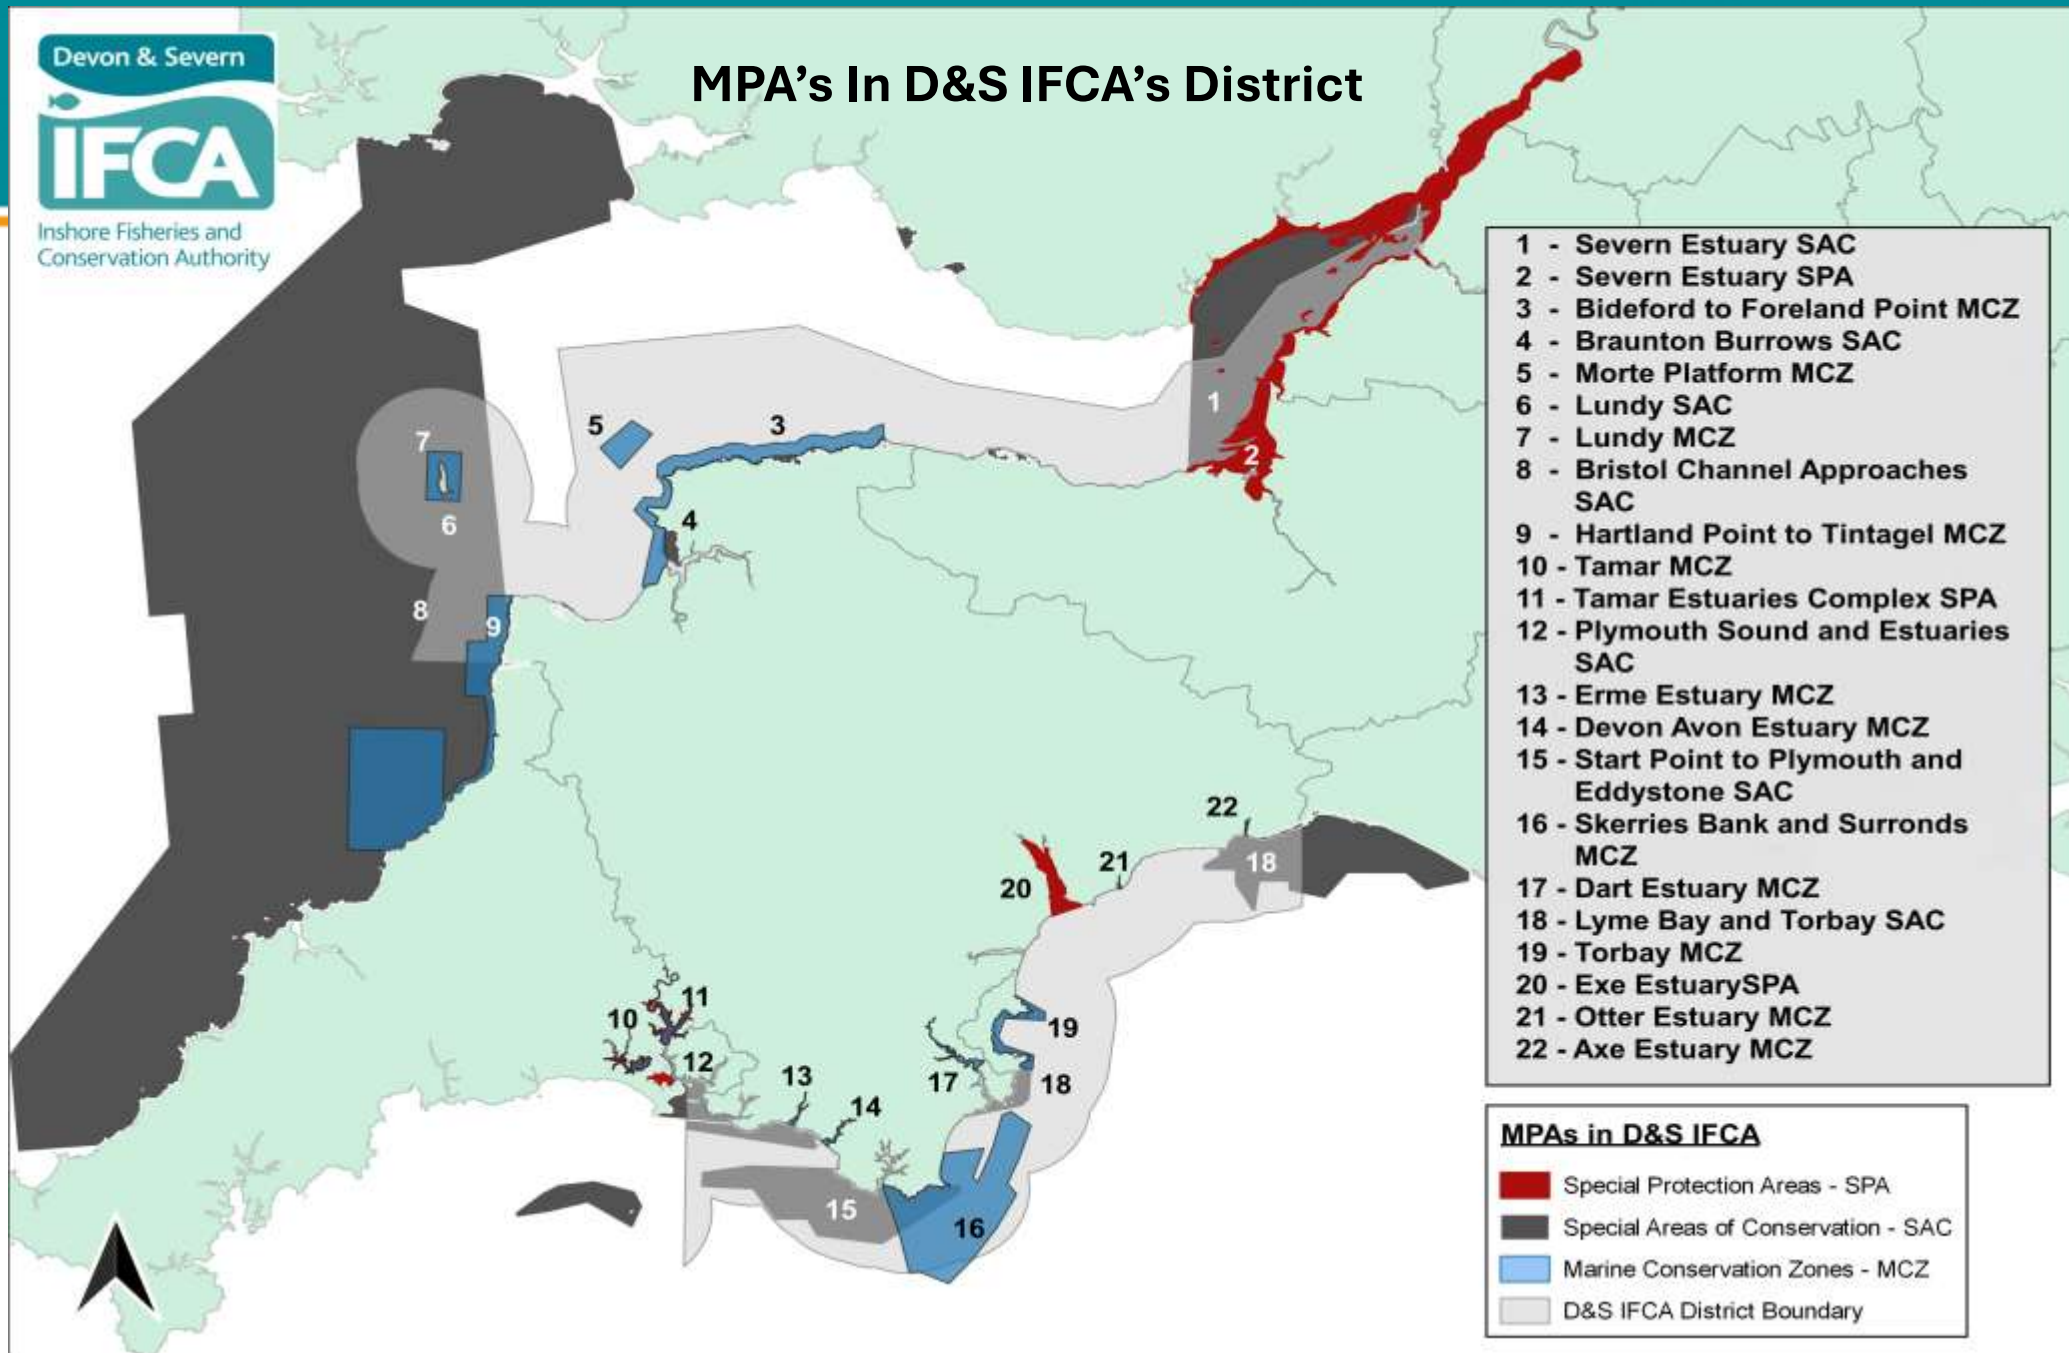 Devon & Severn
IFCA
Inshore Fisheries and
Conservation Authority
MPA's In D&S IFCA's District
1 - Severn Estuary SAC
2 - Severn Estuary SPA
3 - Bideford to Foreland Point MCZ
4 - Braunton Burrows SAC
5 - Morte Platform MCZ
6 - Lundy SAC
7 - Lundy MCZ
8 - Bristol Channel Approaches
SAC
9 - Hartland Point to Tintagel MCZ
10 - Tamar MCZ
11 - Tamar Estuaries Complex SPA
12 - Plymouth Sound and Estuaries
SAC
13 - Erme Estuary MCZ
14 - Devon Avon Estuary MCZ
15 - Start Point to Plymouth and
Eddystone SAC
16 - Skerries Bank and Surronds
MCZ
17 - Dart Estuary MCZ
18 - Lyme Bay and Torbay SAC
19 - Torbay MCZ
20 - Exe EstuarySPA
21 - Otter Estuary MCZ
22 - Axe Estuary MCZ
1
5
3
7
2
6
4
8
9
22
21
18
20
11
10
19
12
13
17
18
14
15
16
MPAs in D&S IFCA
Special Protection Areas - SPA
Special Areas of Conservation - SAC
Marine Conservation Zones - MCZ
D&S IFCA District Boundary